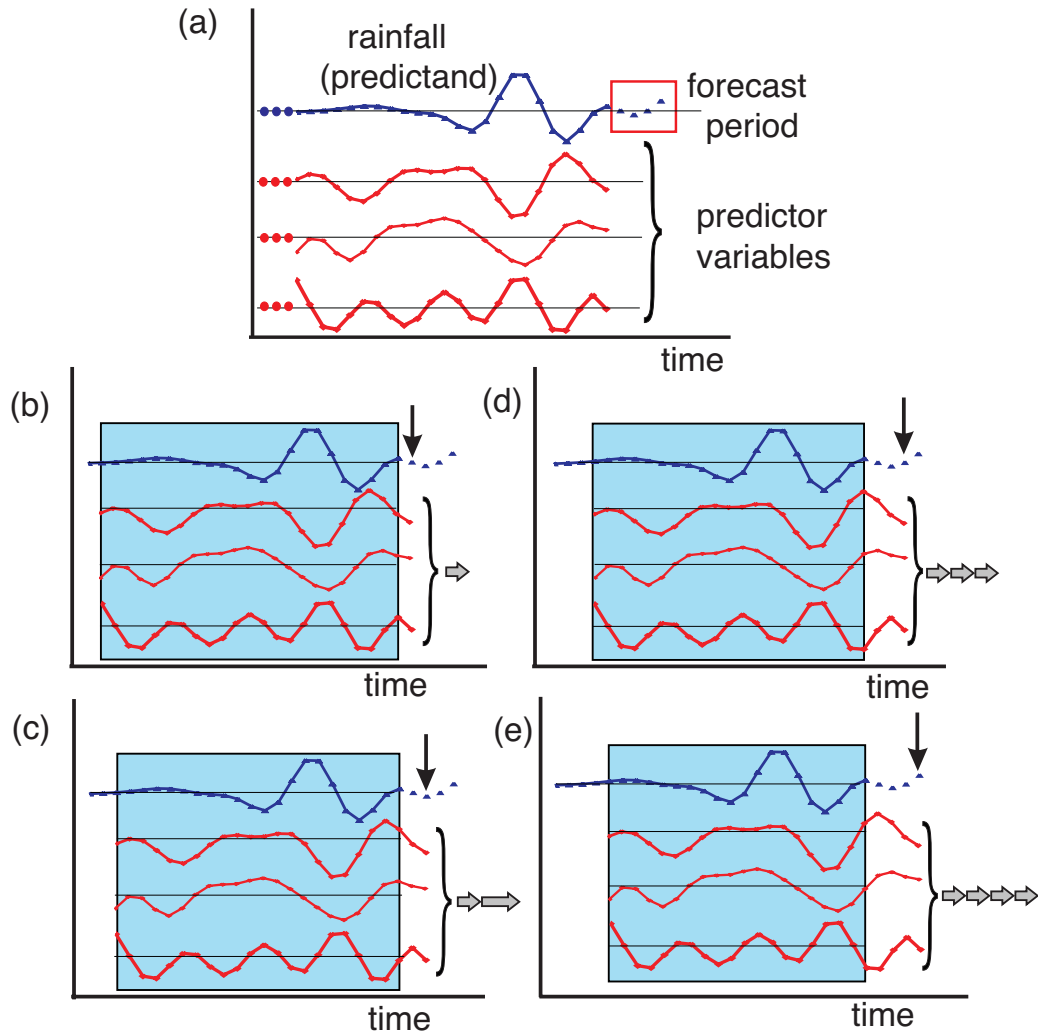 (a)
rainfall
(predictand)
forecast
period
predictor
variables
time
(b)
time
(d)
time
(c)
time
(e)
time